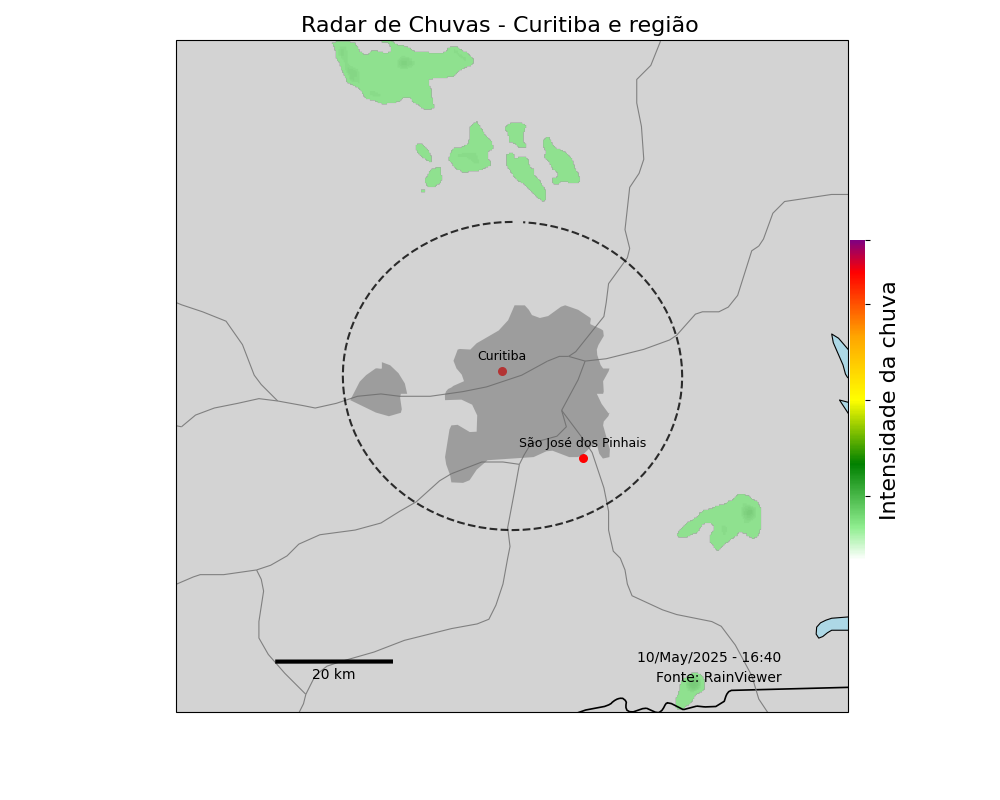 Radar de Chuvas - Curitiba e região
Curitiba
São José dos Pinhais
Intensidade da chuva
10/May/2025 - 16:40
Fonte: RainViewer
20 km